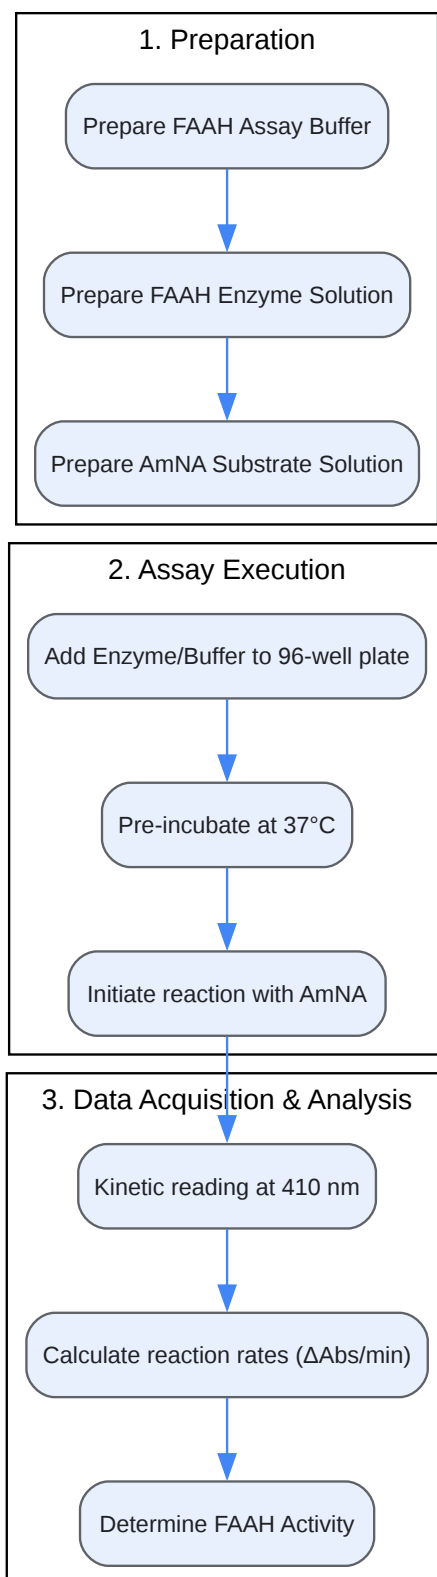 1. Preparation
Prepare FAAH Assay Buffer
Prepare FAAH Enzyme Solution
Prepare AmNA Substrate Solution
2. Assay Execution
Add Enzyme/Buffer to 96-well plate
Pre-incubate at 37°C
Initiate reaction with AmNA
3. Data Acquisition & Analysis
Kinetic reading at 410 nm
Calculate reaction rates (ΔAbs/min)
Determine FAAH Activity